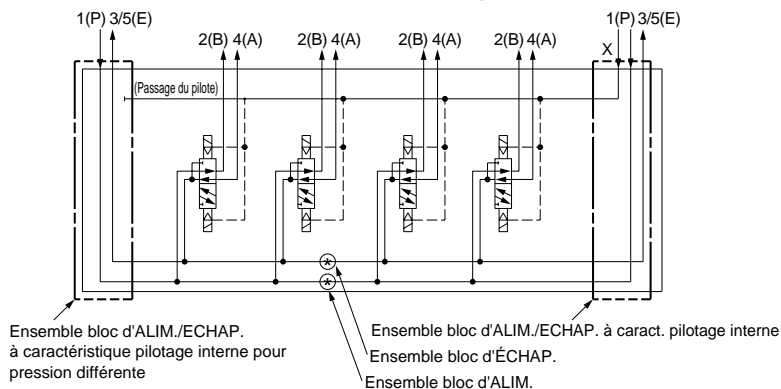 1(P) 3/5(E)
2(B) 4(A)
2(B) 4(A)
2(B) 4(A)
2(B) 4(A)
1(P) 3/5(E)
X
(Passage du pilote)
*
*
Ensemble bloc d'ALIM./ECHAP.
à caractéristique pilotage interne pour
pression différente
Ensemble bloc d'ALIM./ECHAP. à caract. pilotage interne
Ensemble bloc d'ÉCHAP.
Ensemble bloc d'ALIM.